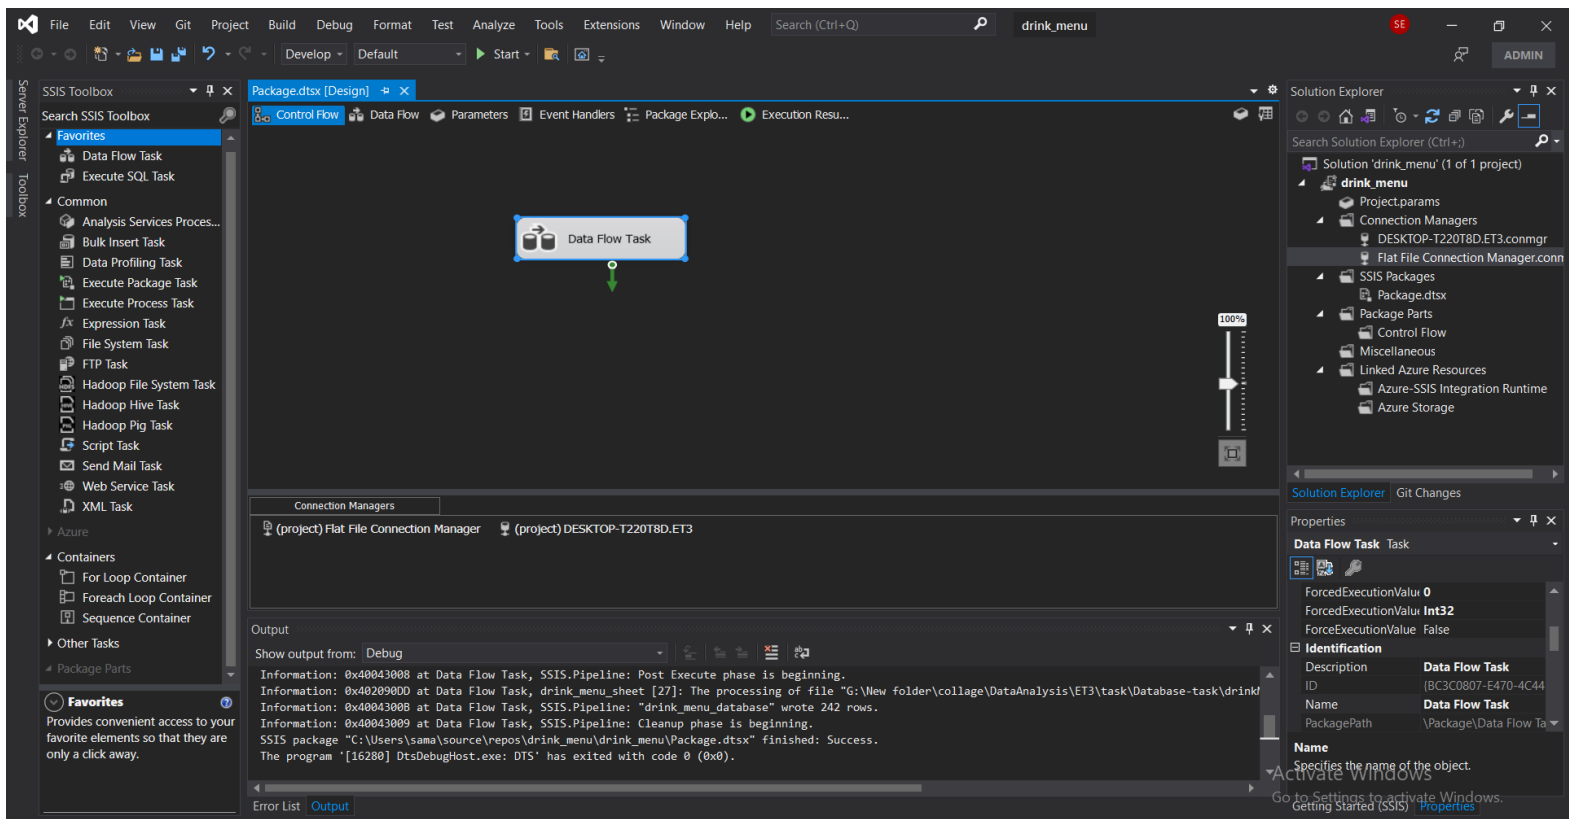 File Edit View Git Project Build Debug Format Test Analyze Tools Extensions Window Help Search (Ctrl+Q) drink_menu SE
Develop Default Start ADMIN
Server Explorer
Toolbox
SSIS Toolbox
Search SSIS Toolbox
Favorites
Data Flow Task
Execute SQL Task
Common
Analysis Services Proces...
Bulk Insert Task
Data Profiling Task
Execute Package Task
Execute Process Task
Expression Task
File System Task
FTP Task
Hadoop File System Task
Hadoop Hive Task
Hadoop Pig Task
Script Task
Send Mail Task
Web Service Task
XML Task
Azure
Containers
For Loop Container
Foreach Loop Container
Sequence Container
Other Tasks
Package Parts
Favorites
Provides convenient access to your
favorite elements so that they are
only a click away.
Package.dtsx [Design]
Control Flow Data Flow Parameters Event Handlers Package Explo... Execution Resu...
Data Flow Task
100%
Connection Managers
(project) Flat File Connection Manager (project) DESKTOP-T220T8D.ET3
Output
Show output from: Debug
Information: 0x40043008 at Data Flow Task, SSIS.Pipeline: Post Execute phase is beginning.
Information: 0x402090DD at Data Flow Task, drink_menu_sheet [27]: The processing of file "G:\New folder\collage\DataAnalysis\ET3\task\Database-task\drink
Information: 0x4004300B at Data Flow Task, SSIS.Pipeline: "drink_menu_database" wrote 242 rows.
Information: 0x40043009 at Data Flow Task, SSIS.Pipeline: Cleanup phase is beginning.
SSIS package "C:\Users\sama\source\repos\drink_menu\drink_menu\Package.dtsx" finished: Success.
The program '[16280] DtsDebugHost.exe: DTS' has exited with code 0 (0x0).
Error List Output
Solution Explorer
Search Solution Explorer (Ctrl+;)
Solution 'drink_menu' (1 of 1 project)
drink_menu
Project.params
Connection Managers
DESKTOP-T220T8D.ET3.conmgr
Flat File Connection Manager.conm
SSIS Packages
Package.dtsx
Package Parts
Control Flow
Miscellaneous
Linked Azure Resources
Azure-SSIS Integration Runtime
Azure Storage
Solution Explorer Git Changes
Properties
Data Flow Task Task
ForcedExecutionValu 0
ForcedExecutionValu Int32
ForceExecutionValue False
Identification
Description Data Flow Task
ID {BC3C0807-E470-4C44
Name Data Flow Task
PackagePath \Package\Data Flow Ta
Name
Specifies the name of the object.
Activate Windows
Go to Settings to activate Windows.
Getting Started (SSIS) Properties